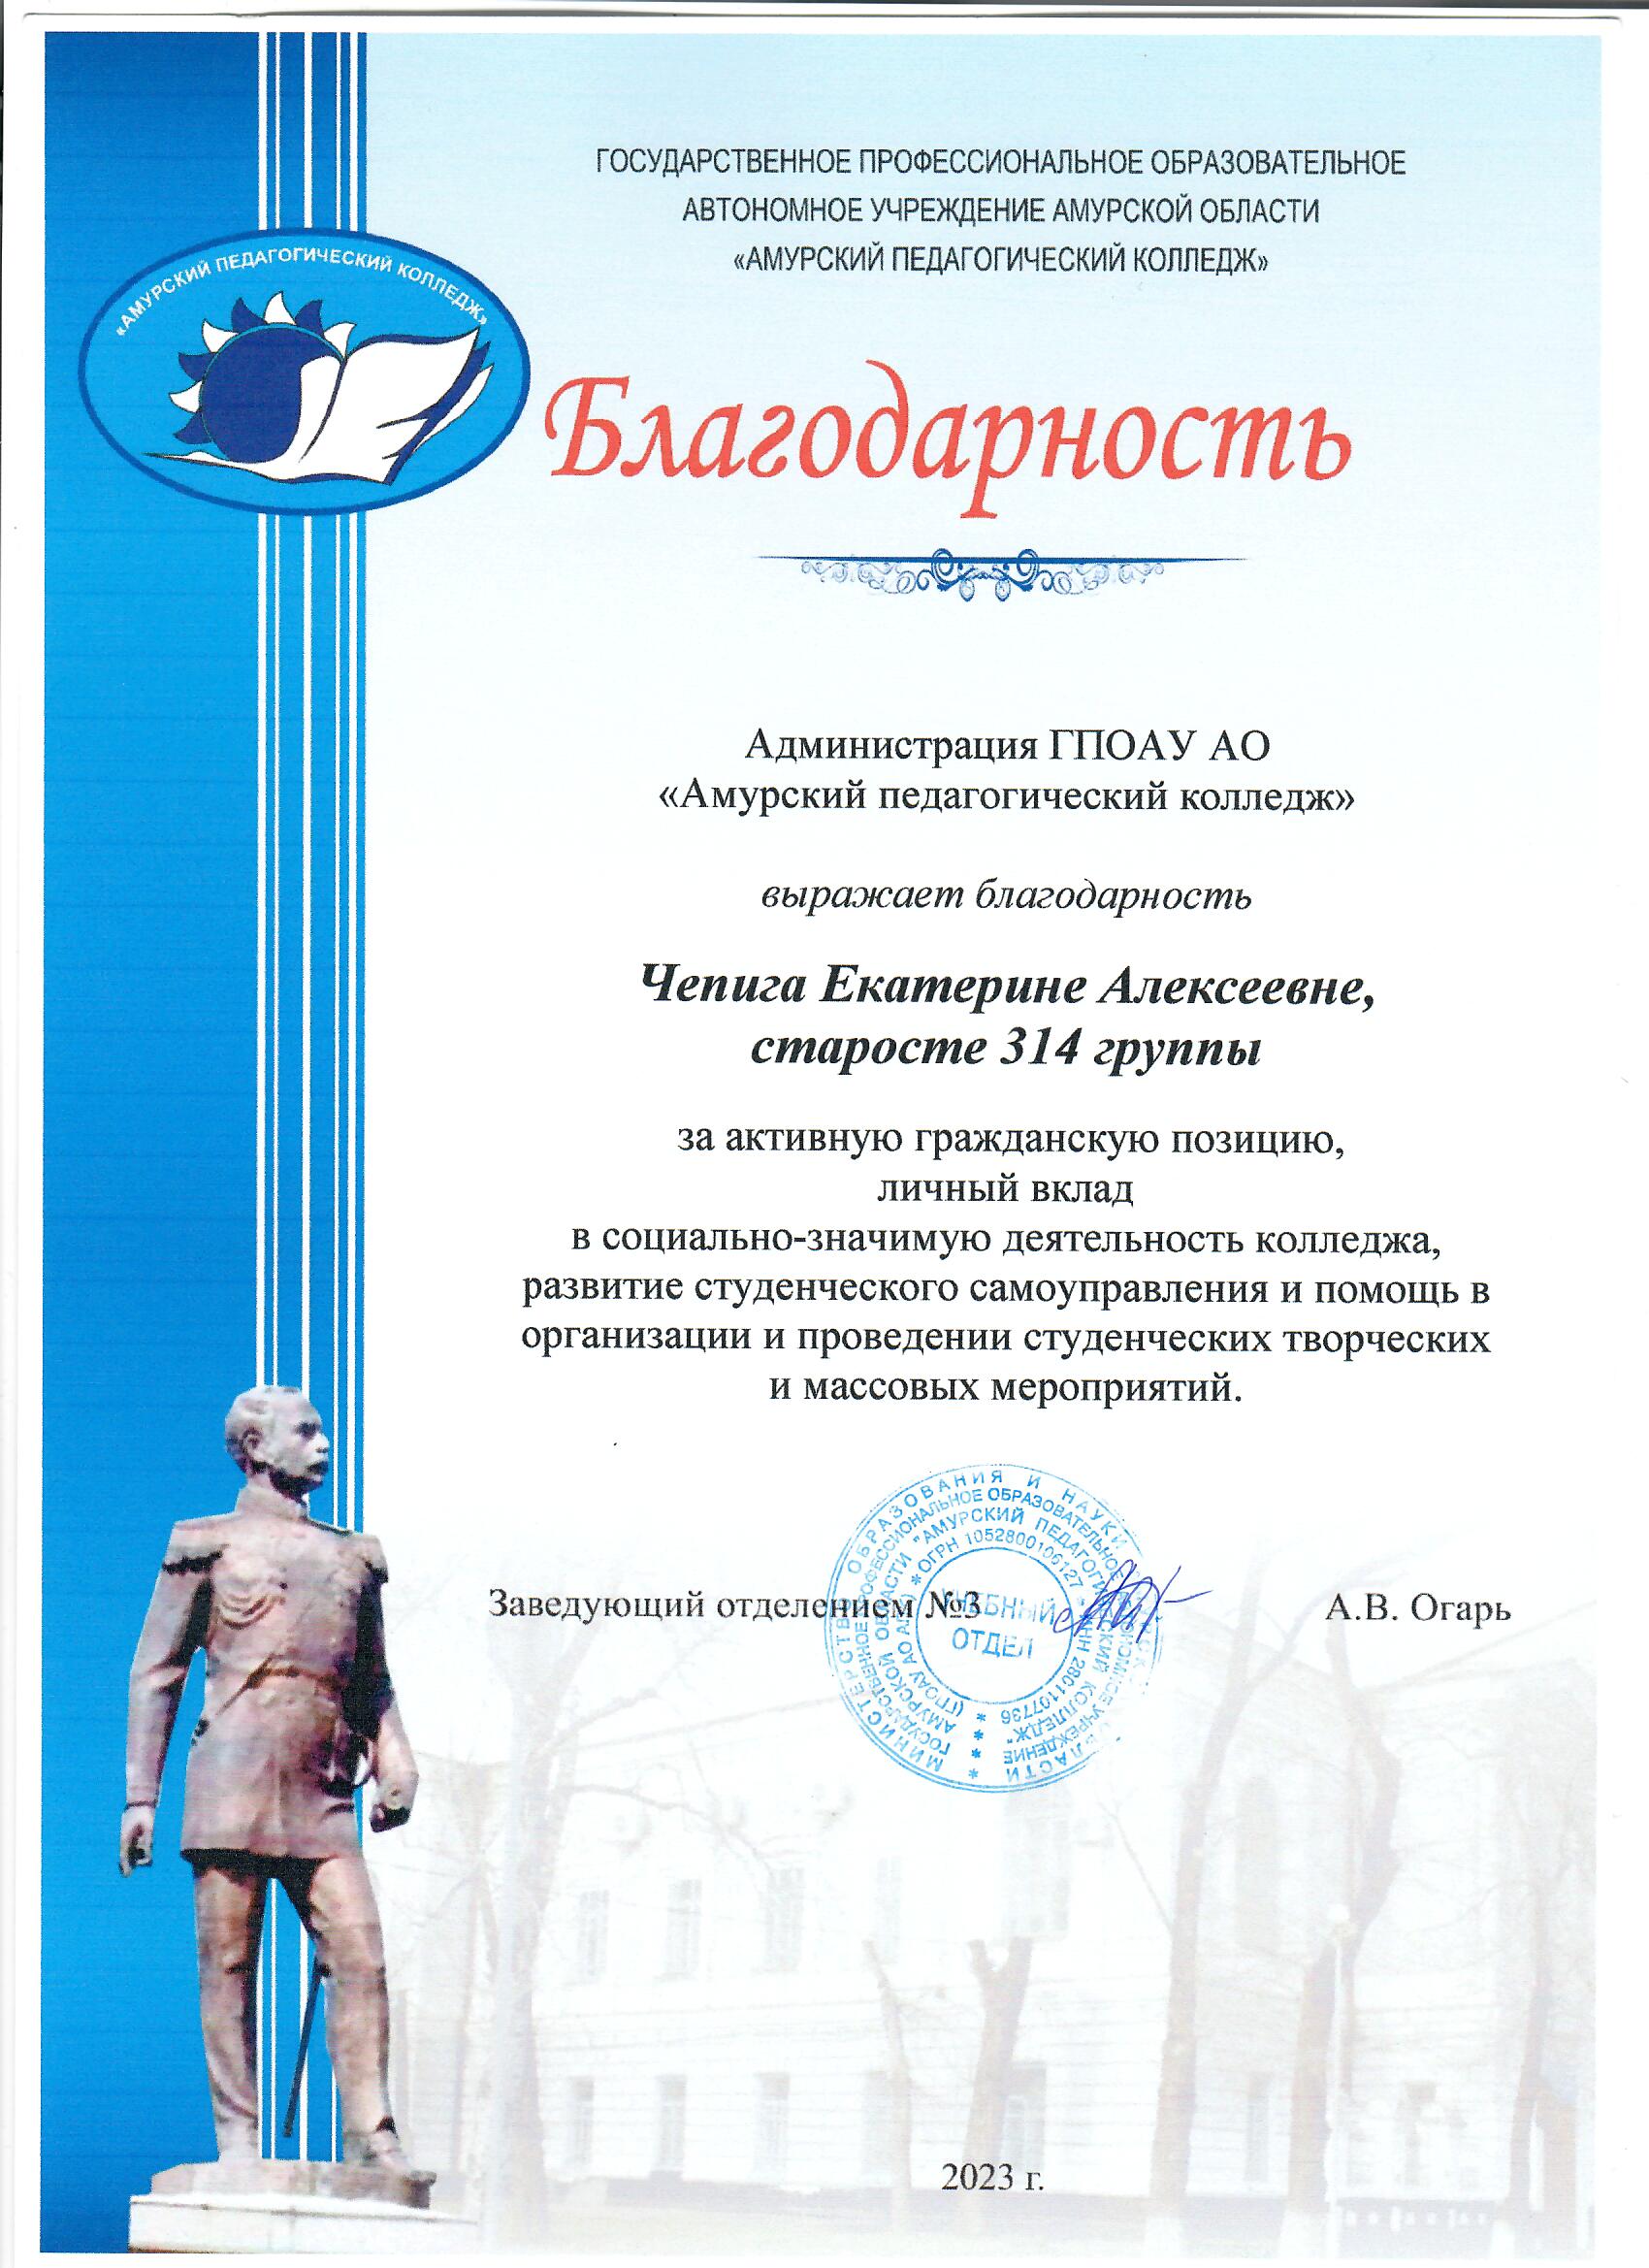 ГОСУДАРСТВЕННОЕ ПРОФЕССИОНАЛЬНОЕ ОБРАЗОВАТЕЛЬНОЕ
АВТОНОМНОЕ УЧРЕЖДЕНИЕ АМУРСКОЙ ОБЛАСТИ
«АМУРСКИЙ ПЕДАГОГИЧЕСКИЙ КОЛЛЕДЖ»
«АМУРСКИЙ ПЕДАГОГИЧЕСКИЙ КОЛЛЕДЖ»
Благодарность
Администрация ГПОАУ АО
«Амурский педагогический колледж»
выражает благодарность
Чепига Екатерине Алексеевне,
старосте 314 группы
за активную гражданскую позицию,
личный вклад
в социально-значимую деятельность колледжа,
развитие студенческого самоуправления и помощь в
организации и проведении студенческих творческих
и массовых мероприятий.
Заведующий отделением №3
А.В. Огарь
МИНИСТЕРСТВО ОБРАЗОВАНИЯ И НАУКИ ОБЛАСТИ
ГОСУДАРСТВЕННОЕ ПРОФЕССИОНАЛЬНОЕ ОБРАЗОВАТЕЛЬНОЕ УЧРЕЖДЕНИЕ
АМУРСКОЙ ОБЛАСТИ "АМУРСКИЙ ПЕДАГОГИЧЕСКИЙ КОЛЛЕДЖ"
(ГПОАУ АО АПК) * ОГРН 1052800106127 ИНН 2801107736
УЧЕБНЫЙ
ОТДЕЛ
2023 г.